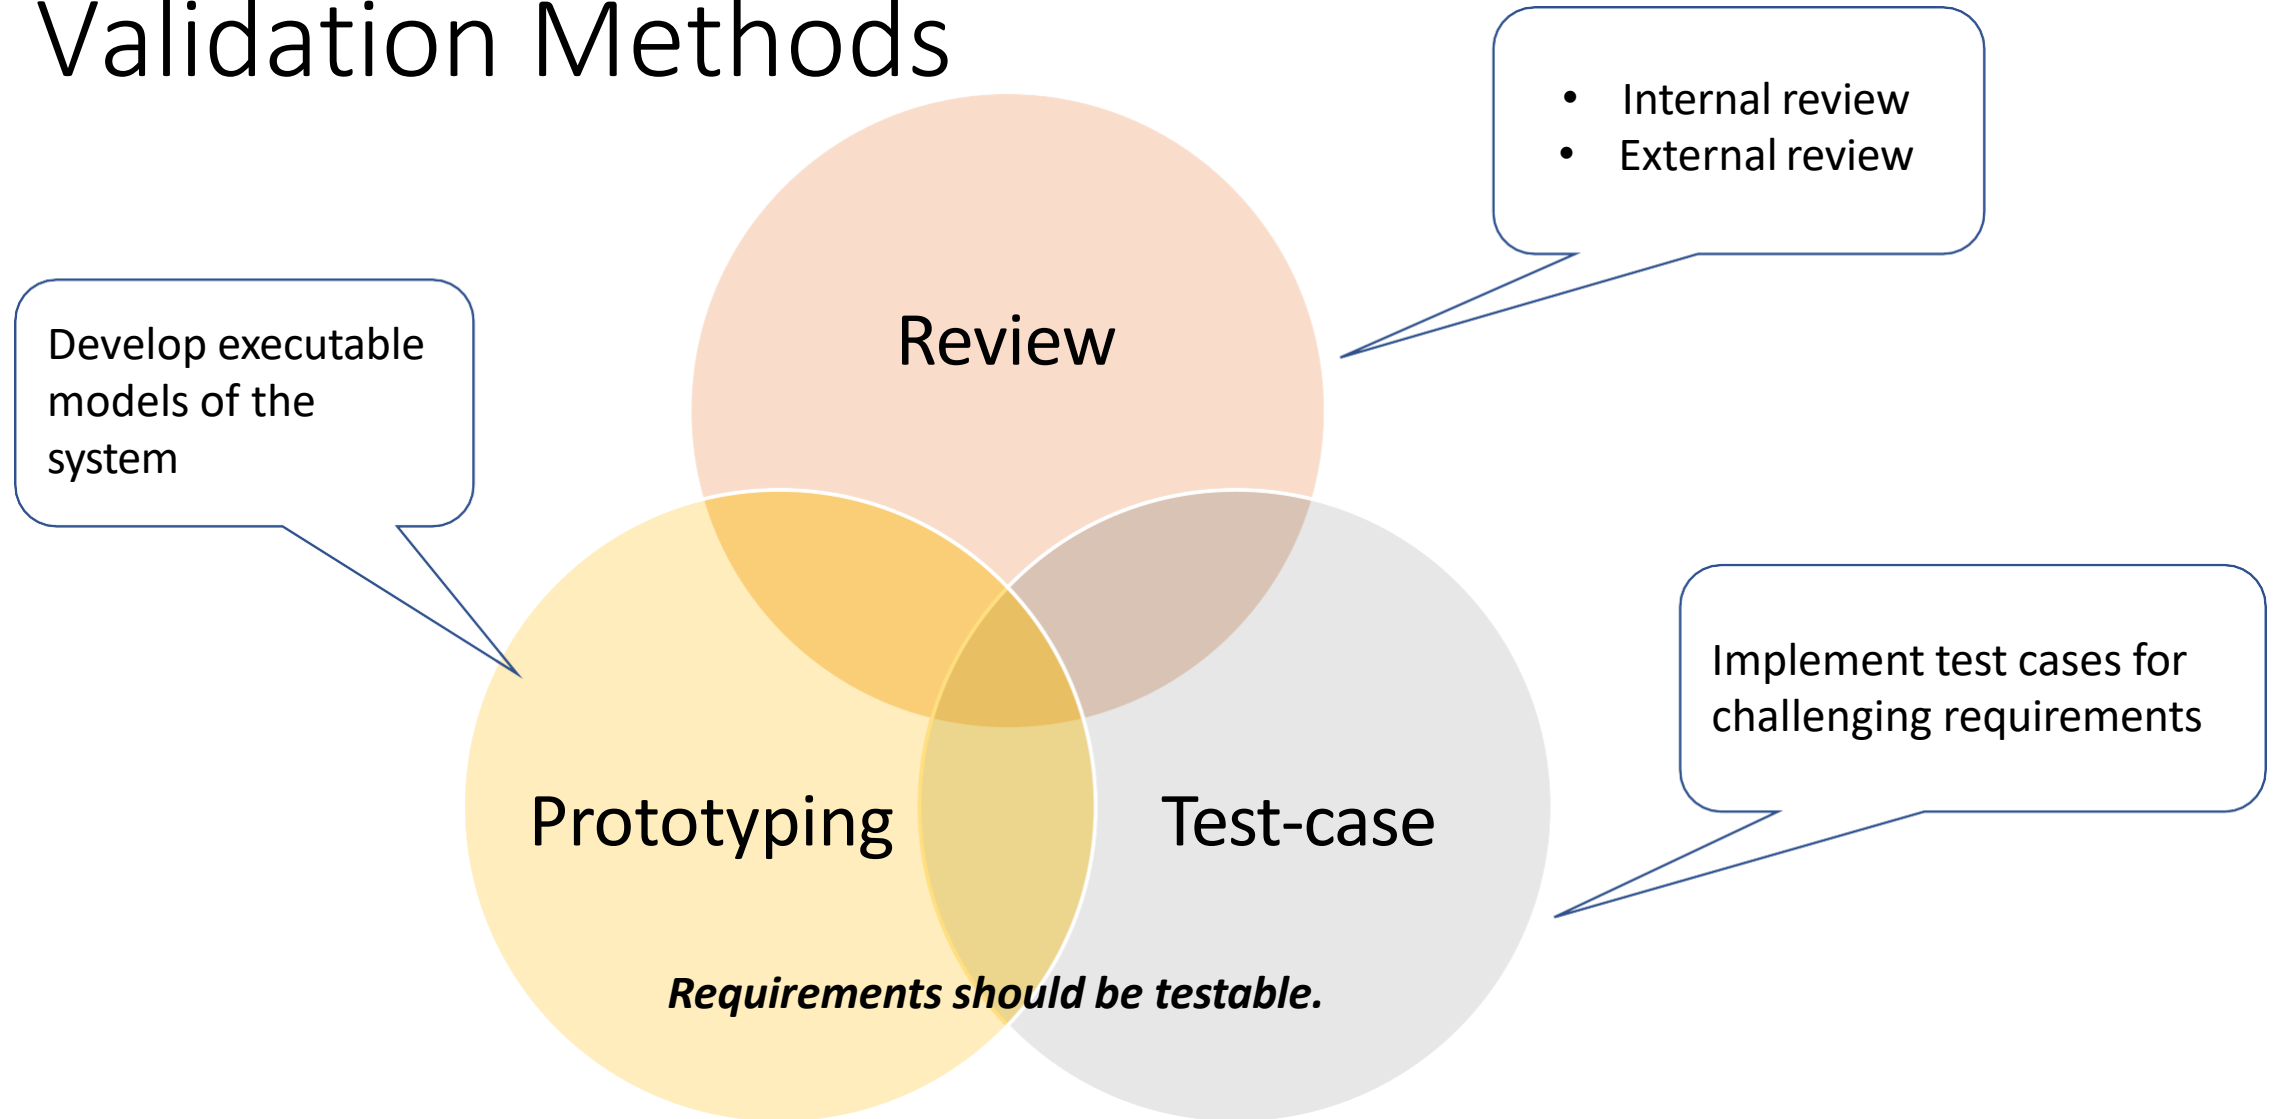 Validation Methods
• Internal review
• External review
Develop executable
models of the
system
Review
Implement test cases for
challenging requirements
Prototyping
Test-case
Requirements should be testable.